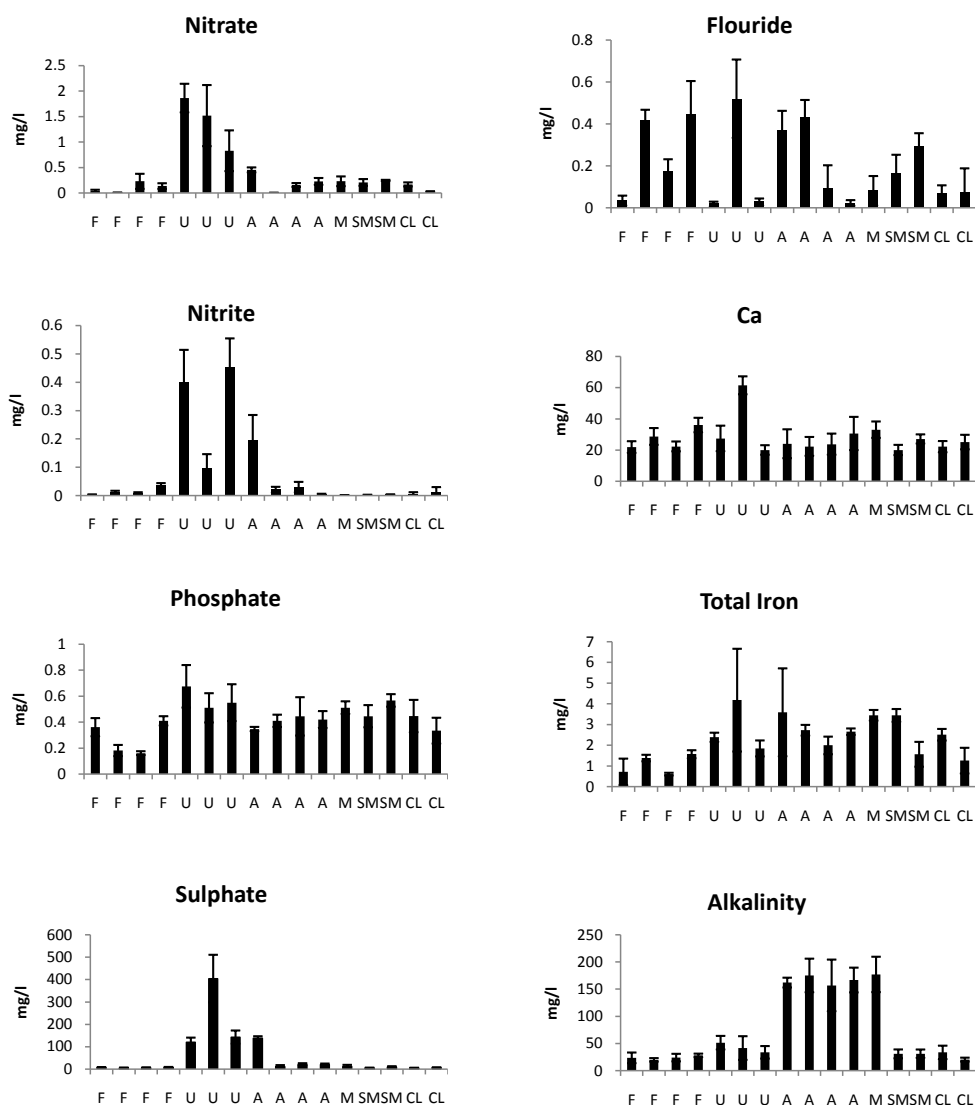 Nitrate
2.5
2
1.5
1
0.5
0
mg/l
F F F F U U U A A A A M SMSM CL CL
Flouride
0.8
0.6
0.4
0.2
0
mg/l
F F F F U U U A A A A M SMSM CL CL
Nitrite
0.6
0.5
0.4
0.3
0.2
0.1
0
mg/l
F F F F U U U A A A A M SMSM CL CL
Ca
80
60
40
20
0
mg/l
F F F F U U U A A A A M SMSM CL CL
Phosphate
1
0.8
0.6
0.4
0.2
0
mg/l
F F F F U U U A A A A M SMSM CL CL
Total Iron
7
6
5
4
3
2
1
0
mg/l
F F F F U U U A A A A M SMSM CL CL
Sulphate
600
500
400
300
200
100
0
mg/l
F F F F U U U A A A A M SMSM CL CL
Alkalinity
250
200
150
100
50
0
mg/l
F F F F U U U A A A A M SMSM CL CL